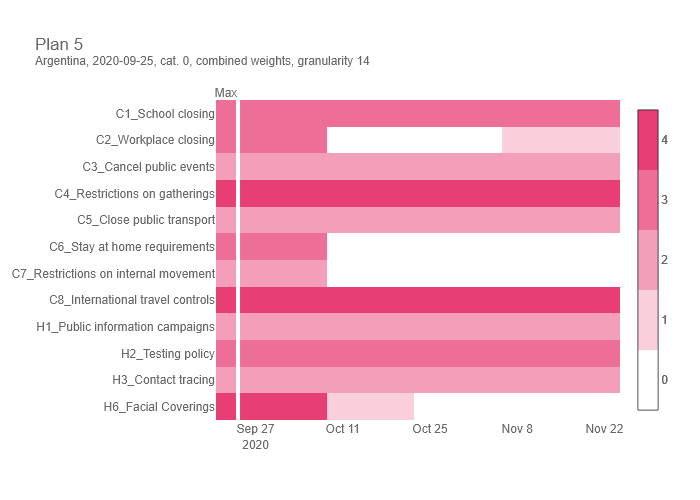 Plan 5
Argentina, 2020-09-25, cat. 0, combined weights, granularity 14
Max
C1_School closing
C2_Workplace closing
C3_Cancel public events
C4_Restrictions on gatherings
C5_Close public transport
C6_Stay at home requirements
C7_Restrictions on internal movement
C8_International travel controls
H1_Public information campaigns
H2_Testing policy
H3_Contact tracing
H6_Facial Coverings
Sep 27 Oct 11 Oct 25 Nov 8 Nov 22
2020
4
3
2
1
0